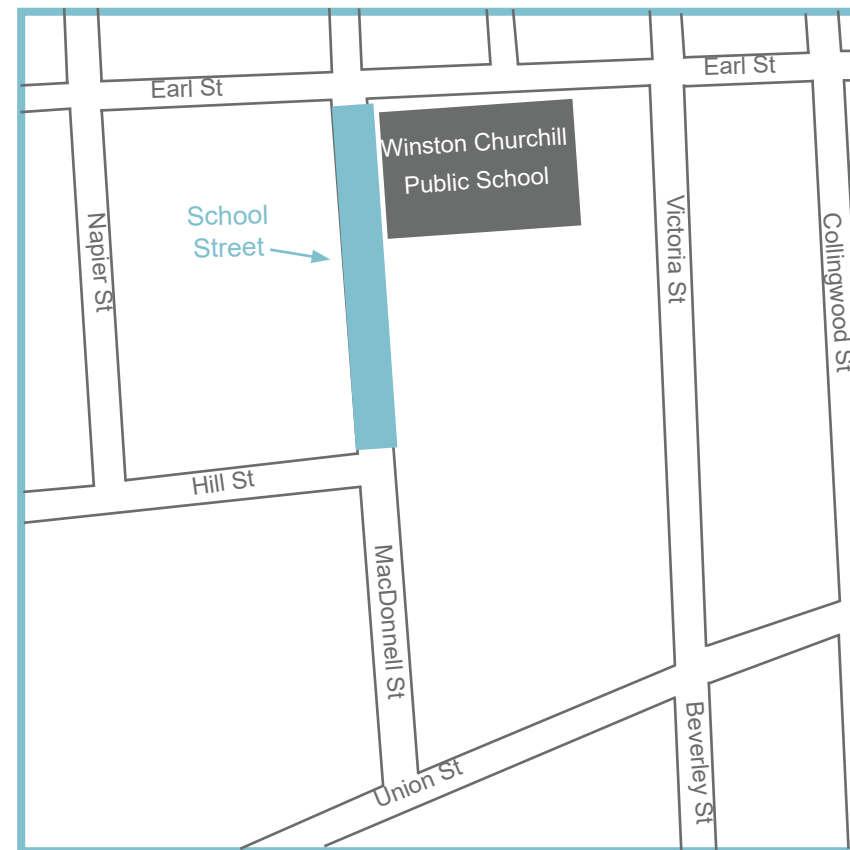 Earl St
Earl St
Winston Churchill
Public School
School
Street
Napier St
Victoria St
Collingwood St
Hill St
MacDonnell St
Union St
Beverley St